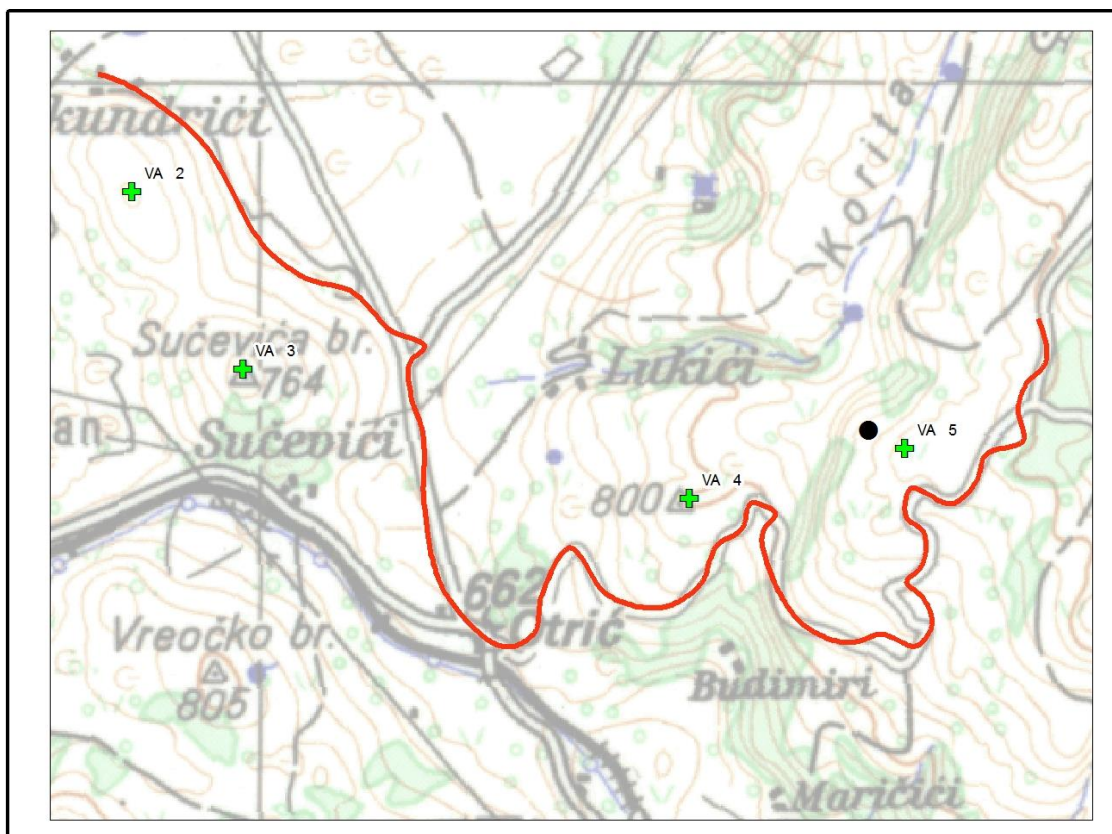 kundrići
VA 2
Korita
Sučevića br.
VA 3
764
Lukići
an
Sučevići
VA 5
800
VA 4
662
Otrić
Vreočko br.
805
Budimiri
Maričići